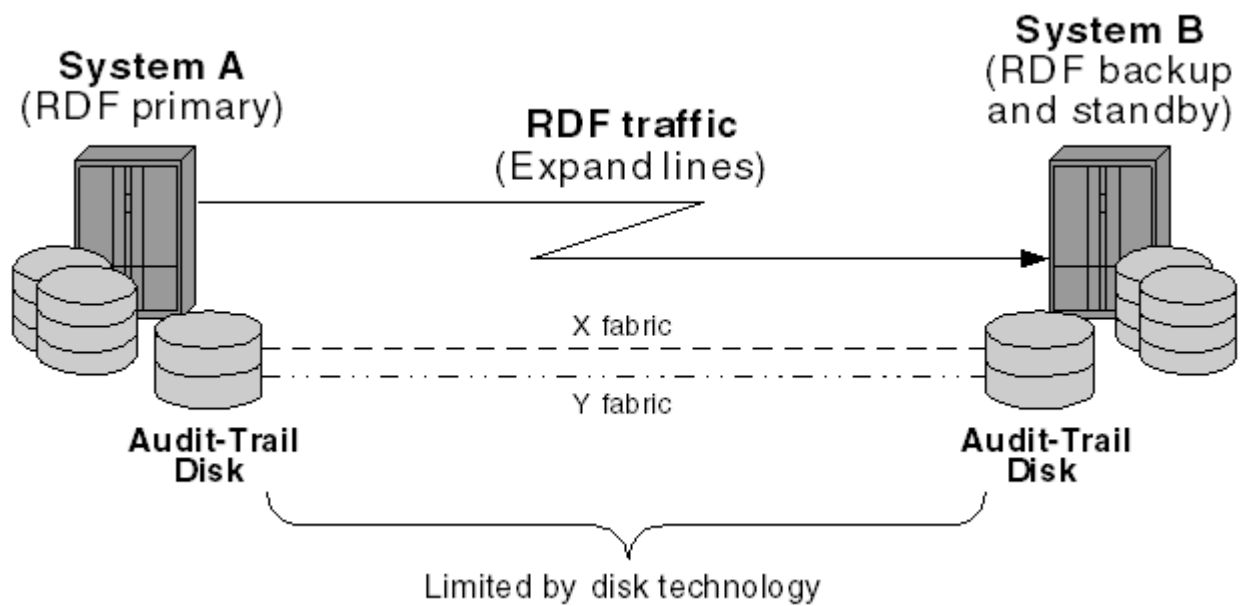 System A
(RDF primary)
RDF traffic
(Expand lines)
System B
(RDF backup
and standby)
X fabric
Y fabric
Audit-Trail
Disk
Audit-Trail
Disk
Limited by disk technology